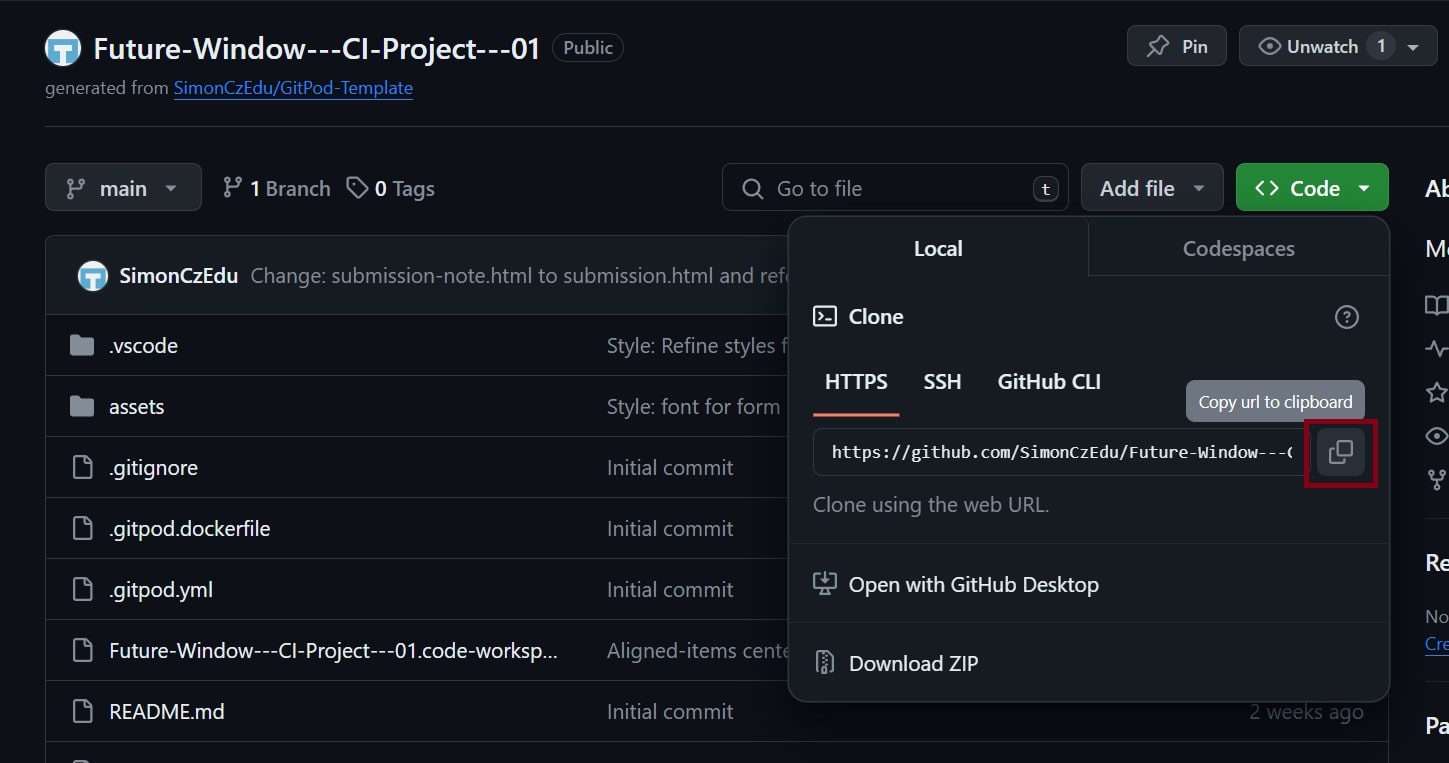 Future-Window---CI-Project---01 Public
Pin
Unwatch 1
generated from SimonCzEdu/GitPod-Template
main
1 Branch
0 Tags
Go to file t
Add file
Code
SimonCzEdu Change: submission-note.html to submission.html and
.vscode Style: Refine styles
assets Style: font for form
.gitignore Initial commit
.gitpod.dockerfile Initial commit
.gitpod.yml Initial commit
Future-Window---CI-Project---01.code-worksp... Aligned-items
README.md Initial commit 2 weeks ago
Local
Codespaces
Clone
HTTPS
SSH
GitHub CLI
Copy url to clipboard
https://github.com/SimonCzEdu/Future-Window---C
Clone using the web URL.
Open with GitHub Desktop
Download ZIP
Ab
Re
No
Cre
Pa